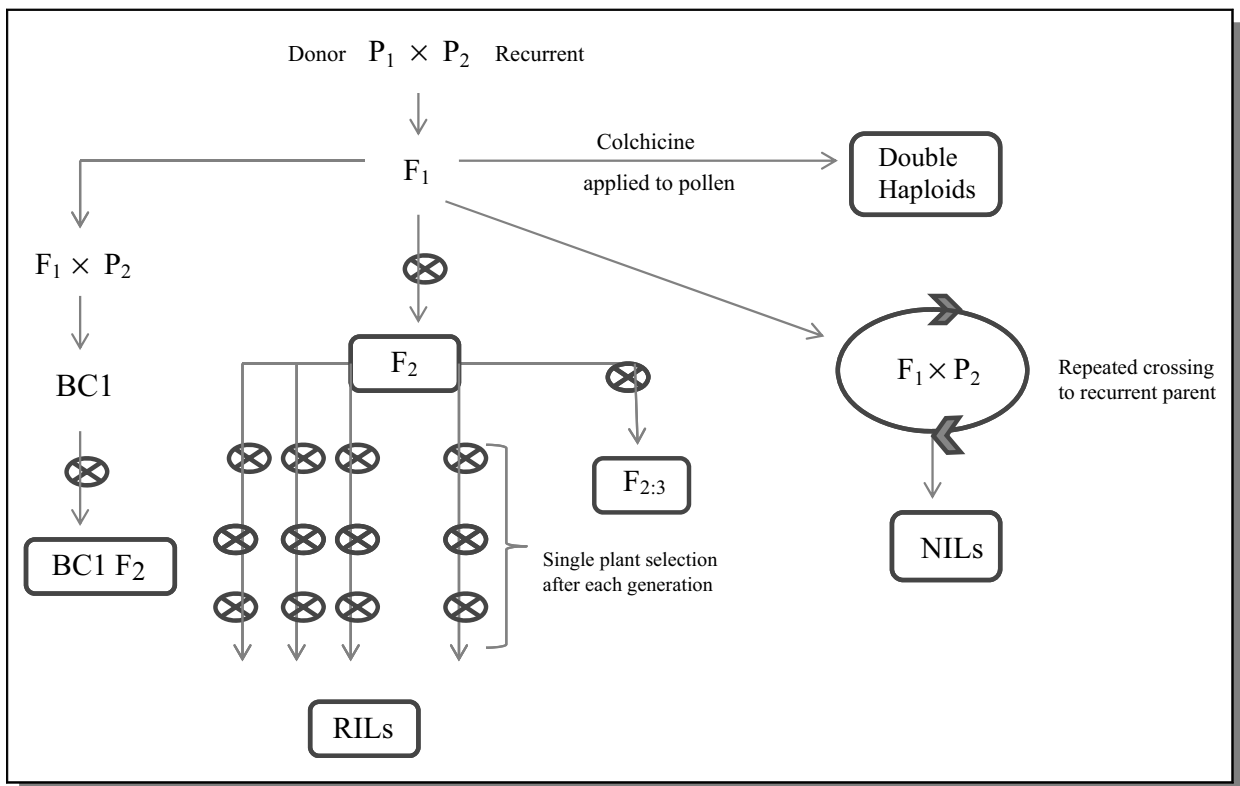 Donor P₁ × P₂ Recurrent
F₁
Colchicine
applied to pollen
Double
Haploids
F₁ × P₂
BC1
BC1 F₂
F₂
F₂:₃
Single plant selection
after each generation
RILs
F₁ × P₂
Repeated crossing
to recurrent parent
NILs